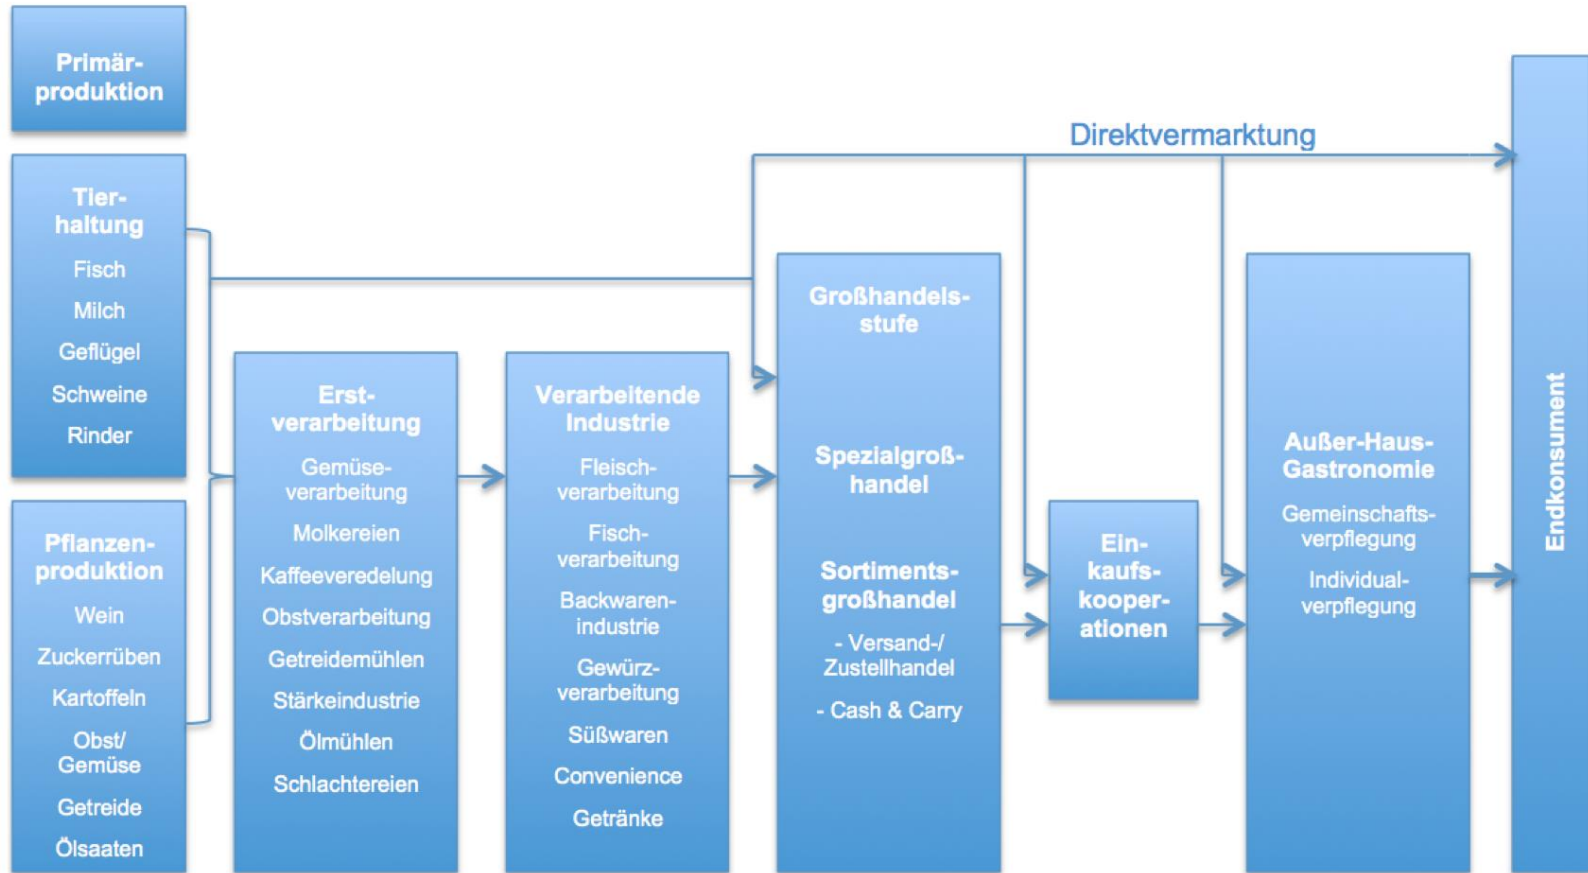 Primär-
produktion
Tier-
haltung
Fisch
Milch
Geflügel
Schweine
Rinder
Pflanzen-
produktion
Wein
Zuckerrüben
Kartoffeln
Obst/
Gemüse
Getreide
Ölsaaten
Erst-
verarbeitung
Gemüse-
verarbeitung
Molkereien
Kaffeeveredelung
Obstverarbeitung
Getreidemühlen
Stärkeindustrie
Ölmühlen
Schlachtereien
Verarbeitende
Industrie
Fleisch-
verarbeitung
Fisch-
verarbeitung
Backwaren-
industrie
Gewürz-
verarbeitung
Süßwaren
Convenience
Getränke
Großhandels-
stufe
Spezialgroß-
handel
Sortiments-
großhandel
- Versand-/
Zustellhandel
- Cash & Carry
Direktvermarktung
Ein-
kaufs-
kooper-
ationen
Außer-Haus-
Gastronomie
Gemeinschafts-
verpflegung
Individual-
verpflegung
Endkonsument